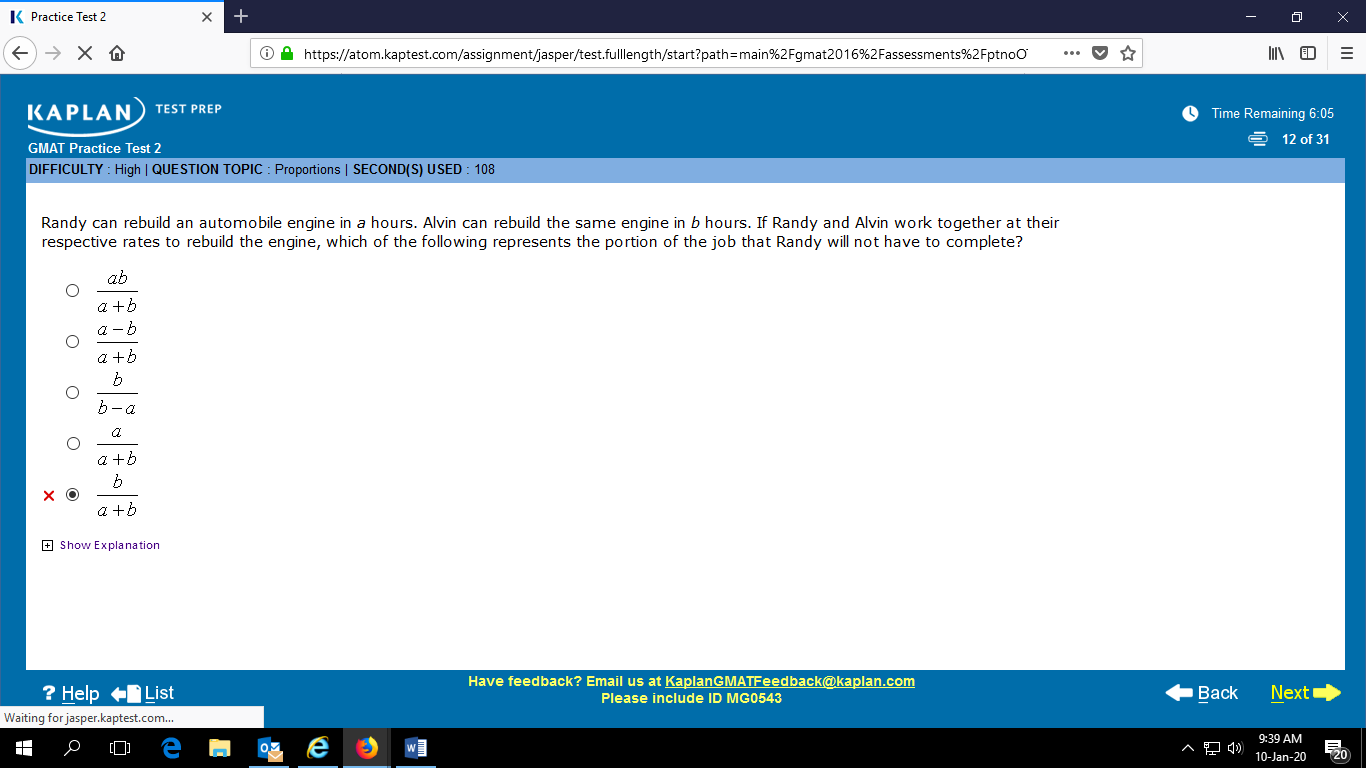 Practice Test 2
https://atom.kaptest.com/assignment/jasper/test.fulllength/start?path=main%2Fgmat2016%2Fassessments%2FptnoO
KAPLAN TEST PREP
Time Remaining 6:05
GMAT Practice Test 2
12 of 31
DIFFICULTY : High | QUESTION TOPIC : Proportions | SECOND(S) USED : 108
Randy can rebuild an automobile engine in a hours. Alvin can rebuild the same engine in b hours. If Randy and Alvin work together at their
respective rates to rebuild the engine, which of the following represents the portion of the job that Randy will not have to complete?
ab
a+b
a−b
a+b
b
b−a
a
a+b
b
a+b
Show Explanation
Have feedback? Email us at KaplanGMATFeedback@kaplan.com
Please include ID MG0543
? Help List
Back Next
Waiting for jasper.kaptest.com...
9:39 AM
10-Jan-20
20